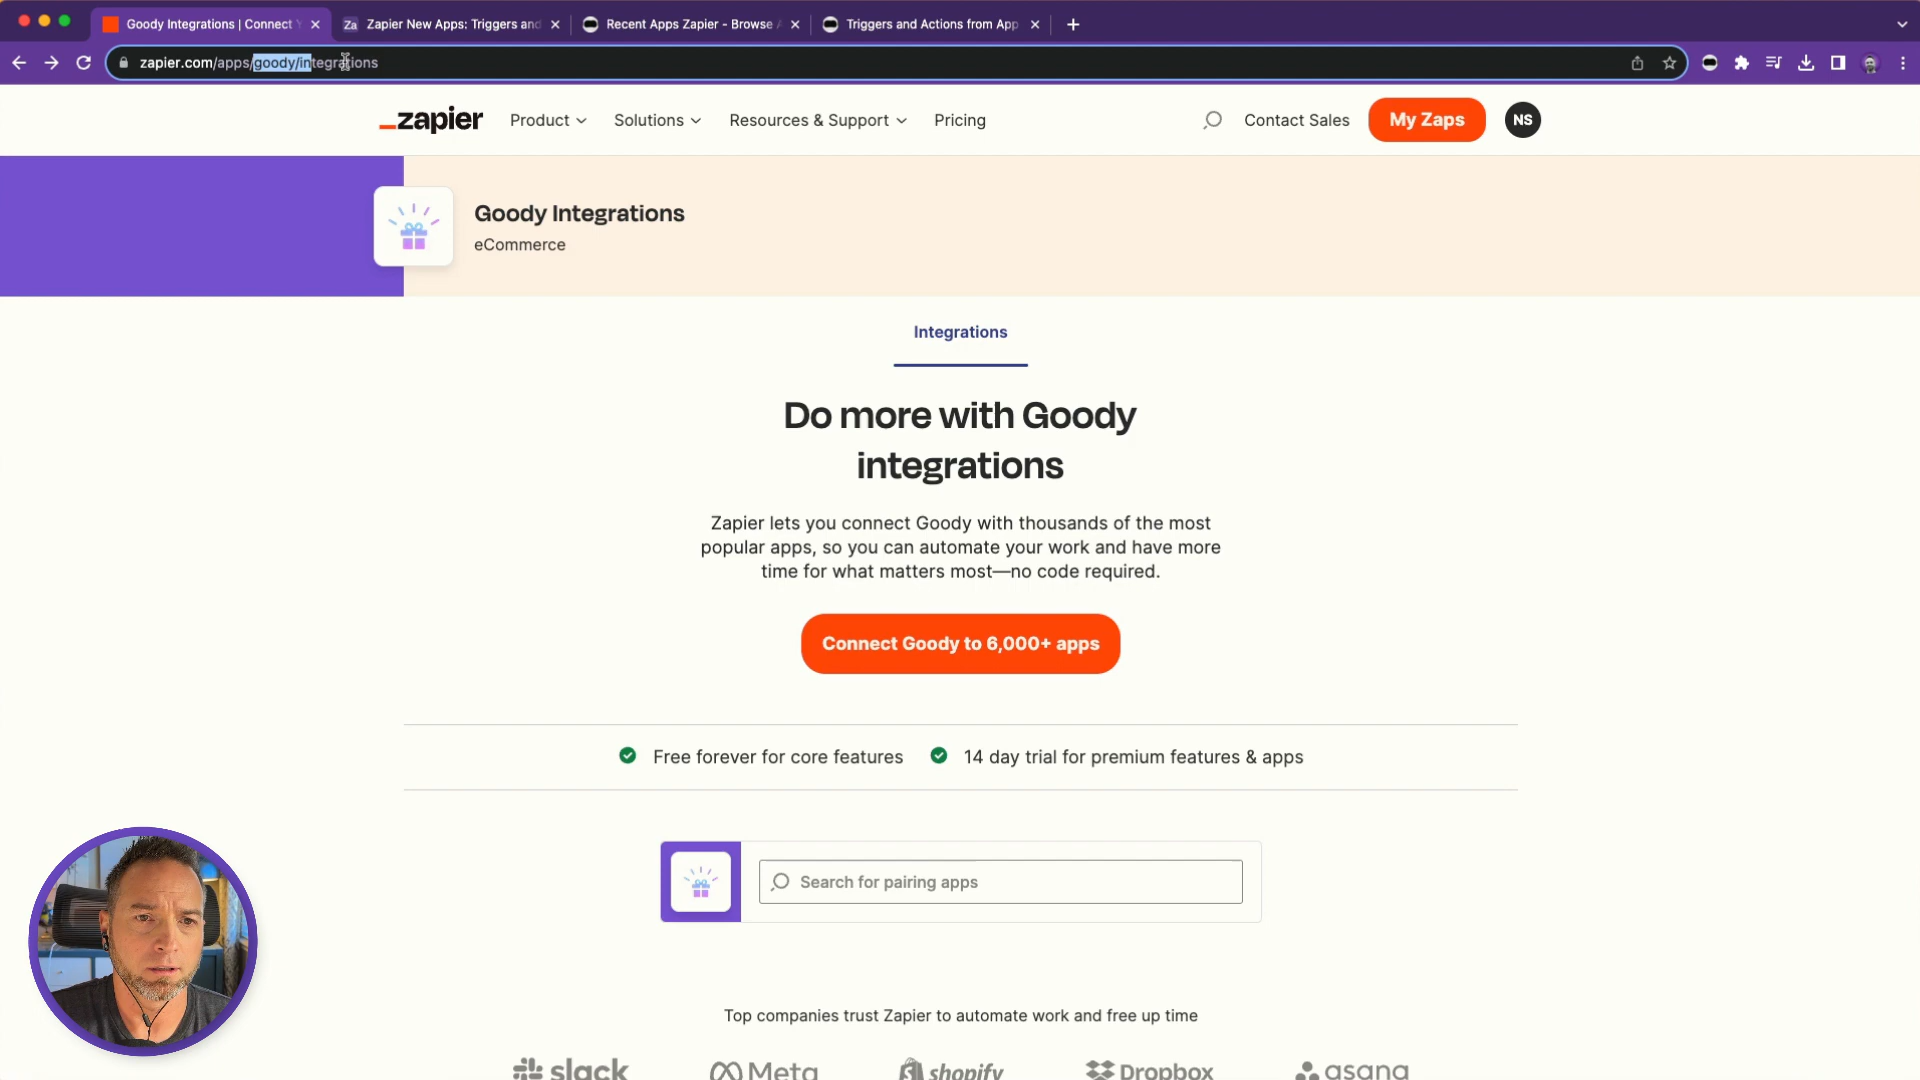 Goody Integrations | Connect Y
Zapier New Apps: Triggers and
Recent Apps Zapier - Browse A
Triggers and Actions from App
zapier.com/apps/goody/integrations
zapier
Product
Solutions
Resources & Support
Pricing
Contact Sales
My Zaps
NS
Goody Integrations
eCommerce
Integrations
Do more with Goody
integrations
Zapier lets you connect Goody with thousands of the most
popular apps, so you can automate your work and have more
time for what matters most—no code required.
Connect Goody to 6,000+ apps
Free forever for core features
14 day trial for premium features & apps
Search for pairing apps
Top companies trust Zapier to automate work and free up time
slack
Meta
shopify
Dropbox
asana